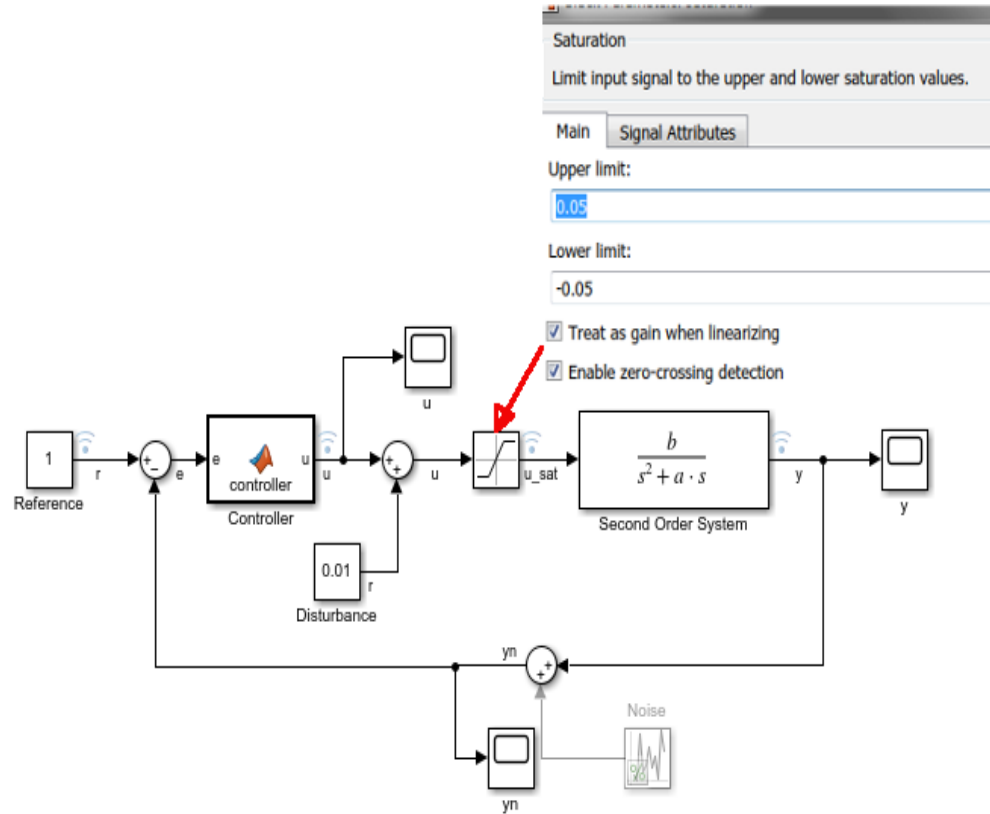 Saturation
Limit input signal to the upper and lower saturation values.
Main Signal Attributes
Upper limit:
0.05
Lower limit:
-0.05
Treat as gain when linearizing
Enable zero-crossing detection
u
1
r
Reference
+
−
e
e
controller
u
Controller
u
+
+
u
u_sat
b
s² + a · s
Second Order System
y
y
0.01
r
Disturbance
yn
+
+
Noise
%
yn